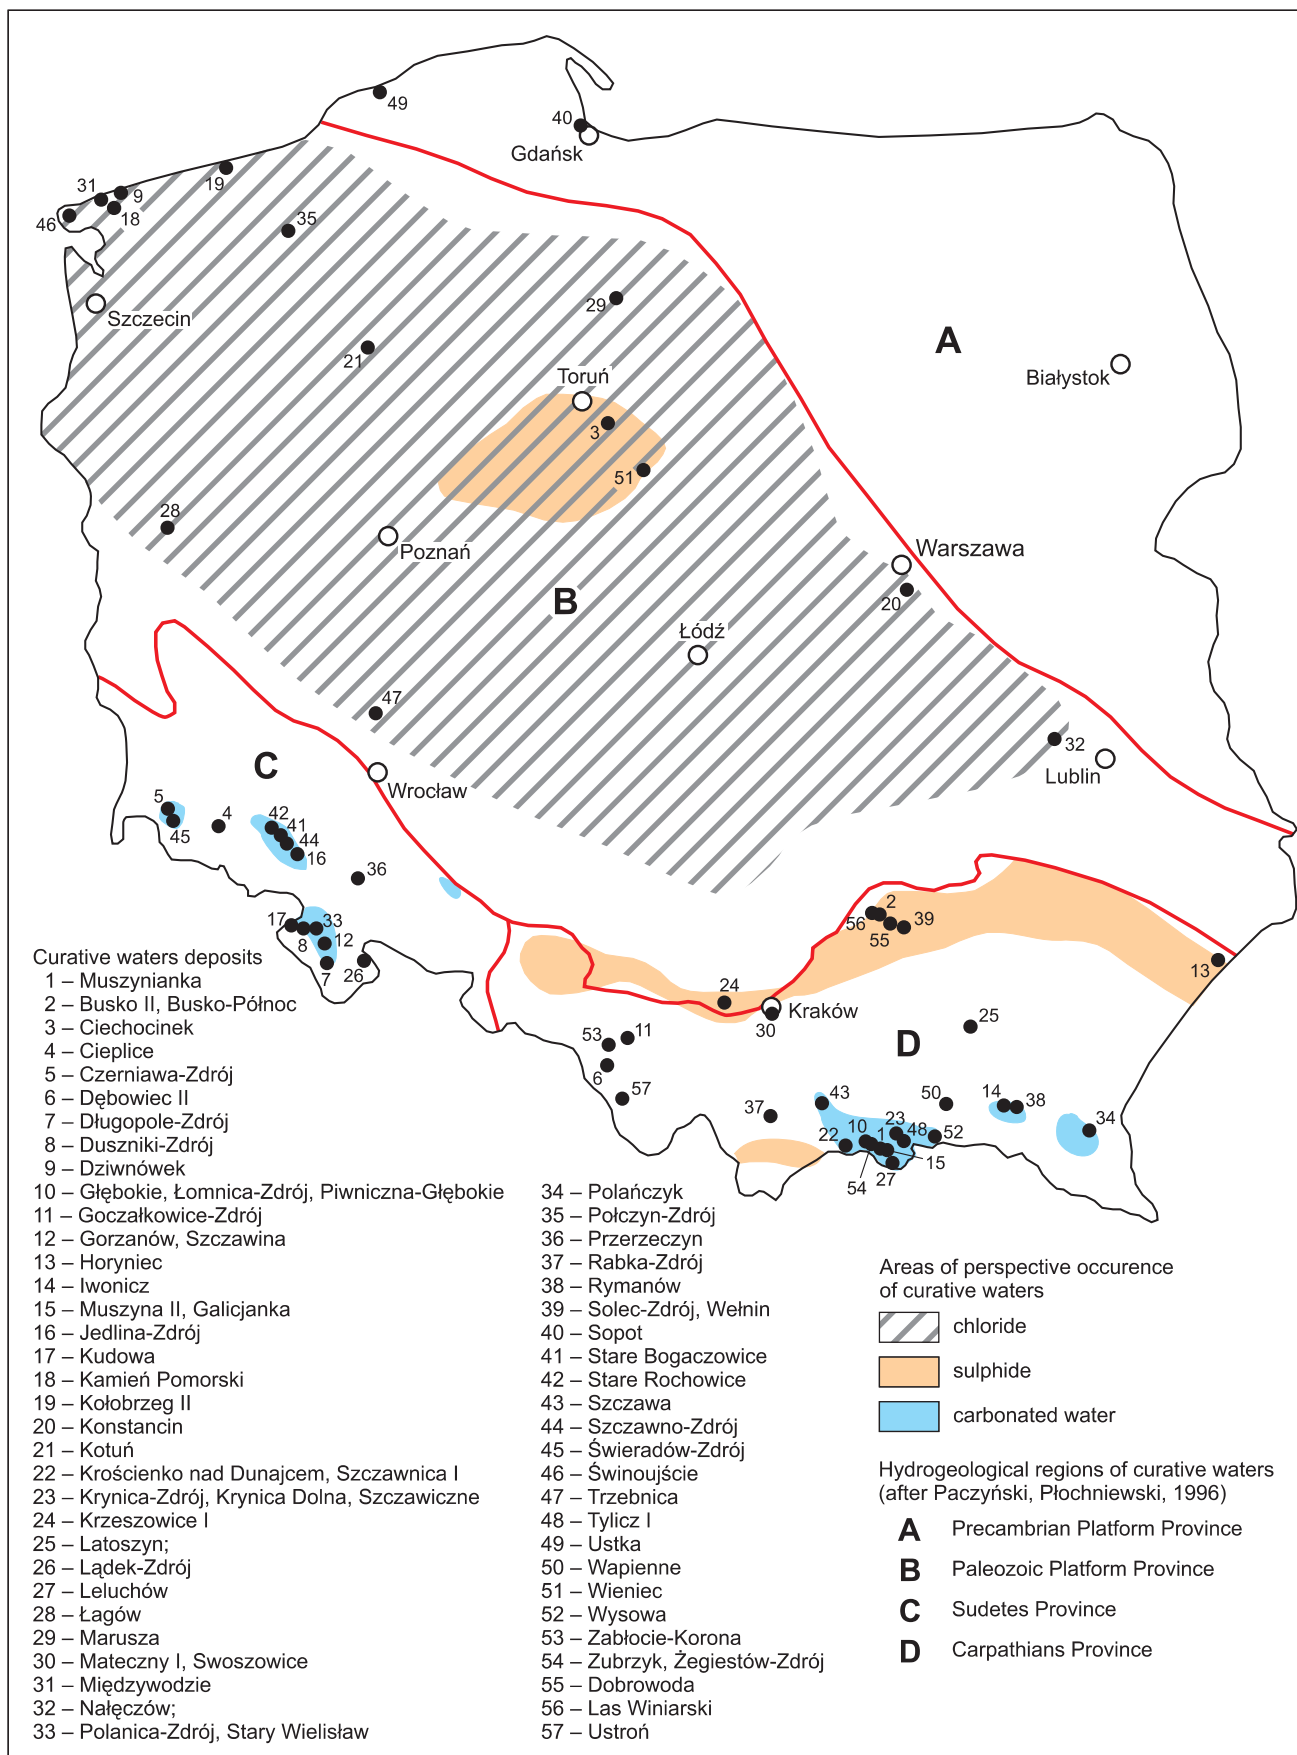 49
40
Gdańsk
19
31
9
18
46
35
Szczecin
29
21
A
Białystok
Toruń
3
51
28
Poznań
Warszawa
20
B
Łódź
47
32
Lublin
C
Wrocław
5
45
4
42
41
44
16
36
17
33
8
12
7
26
2
56
55
39
13
24
Kraków
30
25
D
53
11
6
57
37
43
50
14
38
34
10
1
23
48
52
22
54
27
15
Curative waters deposits
1 – Muszynianka
2 – Busko II, Busko-Północ
3 – Ciechocinek
4 – Cieplice
5 – Czerniawa-Zdrój
6 – Dębowiec II
7 – Długopole-Zdrój
8 – Duszniki-Zdrój
9 – Dziwnówek
10 – Głębokie, Łomnica-Zdrój, Piwniczna-Głębokie
11 – Goczałkowice-Zdrój
12 – Gorzanów, Szczawina
13 – Horyniec
14 – Iwonicz
15 – Muszyna II, Galicjanka
16 – Jedlina-Zdrój
17 – Kudowa
18 – Kamień Pomorski
19 – Kołobrzeg II
20 – Konstancin
21 – Kotuń
22 – Krościenko nad Dunajcem, Szczawnica I
23 – Krynica-Zdrój, Krynica Dolna, Szczawiczne
24 – Krzeszowice I
25 – Latoszyn;
26 – Lądek-Zdrój
27 – Leluchów
28 – Łagów
29 – Marusza
30 – Mateczny I, Swoszowice
31 – Międzywodzie
32 – Nałęczów;
33 – Polanica-Zdrój, Stary Wielisław
34 – Polańczyk
35 – Połczyn-Zdrój
36 – Przerzeczyn
37 – Rabka-Zdrój
38 – Rymanów
39 – Solec-Zdrój, Wełnin
40 – Sopot
41 – Stare Bogaczowice
42 – Stare Rochowice
43 – Szczawa
44 – Szczawno-Zdrój
45 – Świeradów-Zdrój
46 – Świnoujście
47 – Trzebnica
48 – Tylicz I
49 – Ustka
50 – Wapienne
51 – Wieniec
52 – Wysowa
53 – Zabłocie-Korona
54 – Zubrzyk, Żegiestów-Zdrój
55 – Dobrowoda
56 – Las Winiarski
57 – Ustroń
Areas of perspective occurence
of curative waters
chloride
sulphide
carbonated water
Hydrogeological regions of curative waters
(after Paczyński, Płochniewski, 1996)
A Precambrian Platform Province
B Paleozoic Platform Province
C Sudetes Province
D Carpathians Province